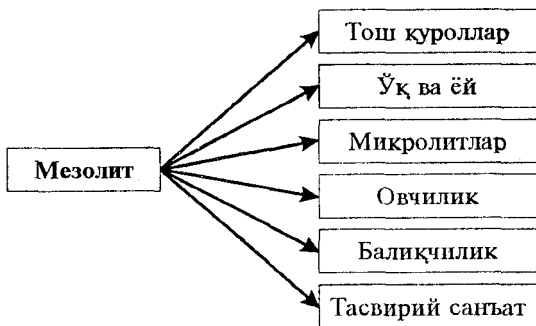 Тош қуроллар
Ўқ ва ёй
Микролитлар
Мезолит
Овчилик
Балиқчилик
Тасвирий санъат